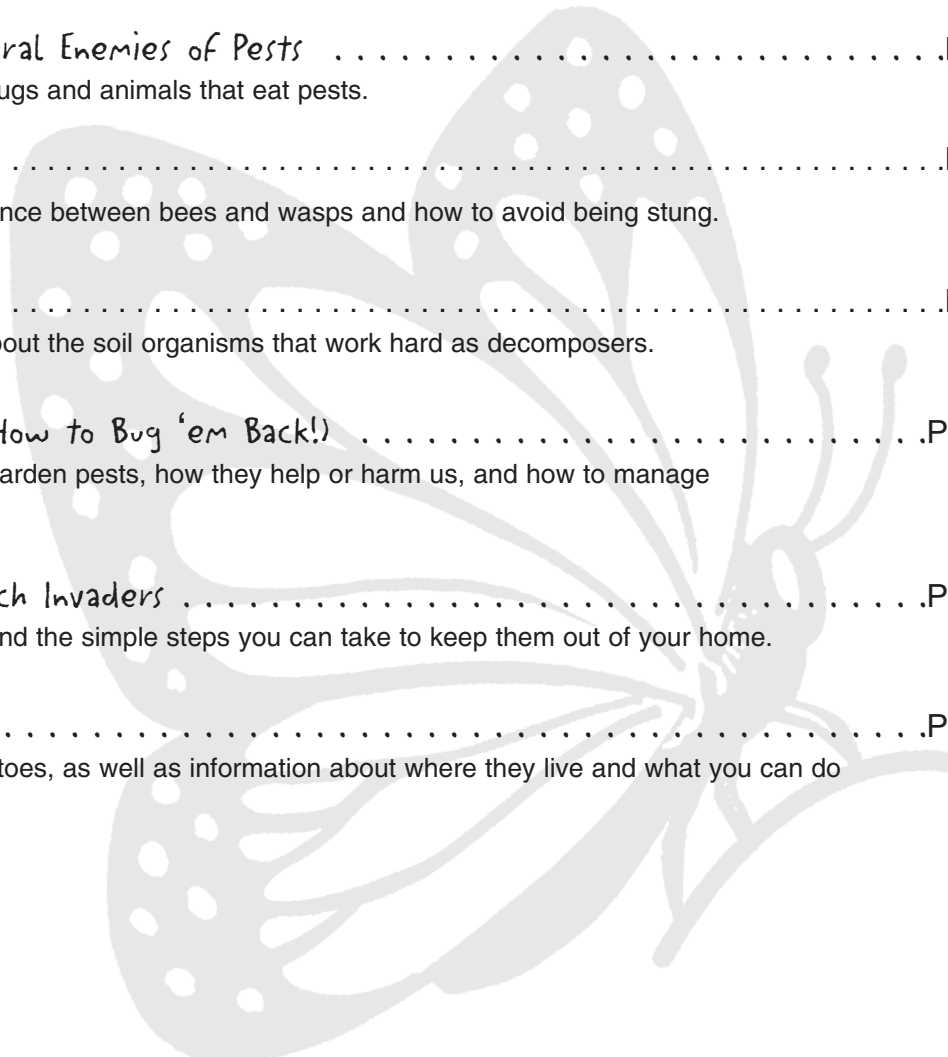 ral Enemies of Pests ..............................
ugs and animals that eat pests.
................................................
nce between bees and wasps and how to avoid being stung.
................................................
bout the soil organisms that work hard as decomposers.
How to Bug 'em Back!) .............................P
arden pests, how they help or harm us, and how to manage
ch Invaders ......................................P
nd the simple steps you can take to keep them out of your home.
................................................P
toes, as well as information about where they live and what you can do